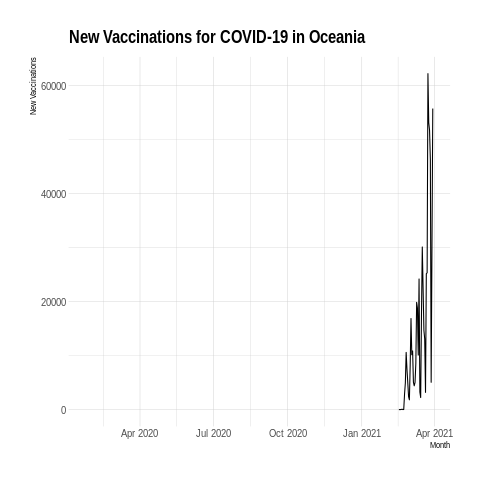 New Vaccinations for COVID-19 in Oceania
New Vaccinations
60000
40000
20000
0
Apr 2020 Jul 2020 Oct 2020 Jan 2021 Apr 2021
Month